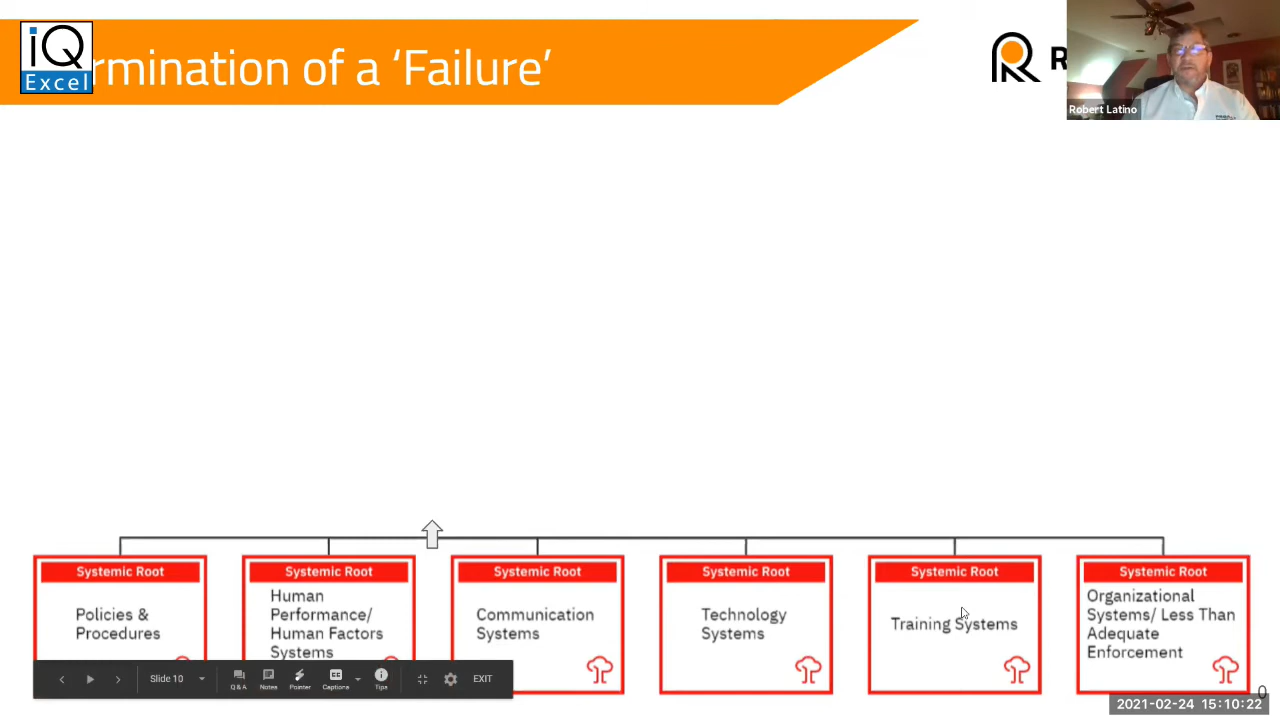 iQ
Excel
rmination of a ‘Failure’
R
Robert Latino
Systemic Root
Policies &
Procedures
Systemic Root
Human
Performance/
Human Factors
Systems
Systemic Root
Communication
Systems
Systemic Root
Technology
Systems
Systemic Root
Training Systems
Systemic Root
Organizational
Systems/ Less Than
Adequate
Enforcement
Slide 10
Q&A
Notes
Pointer
Captions
Tips
EXIT
0
2021-02-24 15:10:22